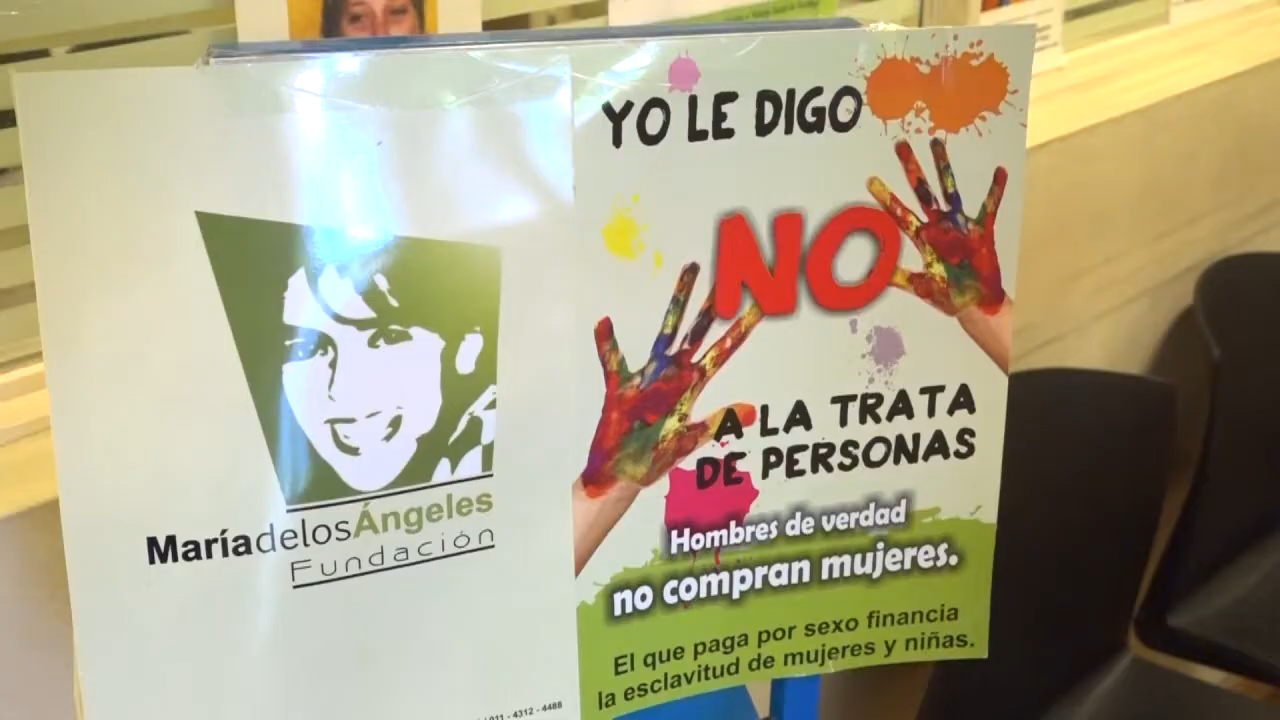 MaríadelosÁngeles
Fundación
011 - 4312 - 4488
YO LE DIGO
NO
A LA TRATA
DE PERSONAS
Hombres de verdad
no compran mujeres.
El que paga por sexo financia
la esclavitud de mujeres y niñas.